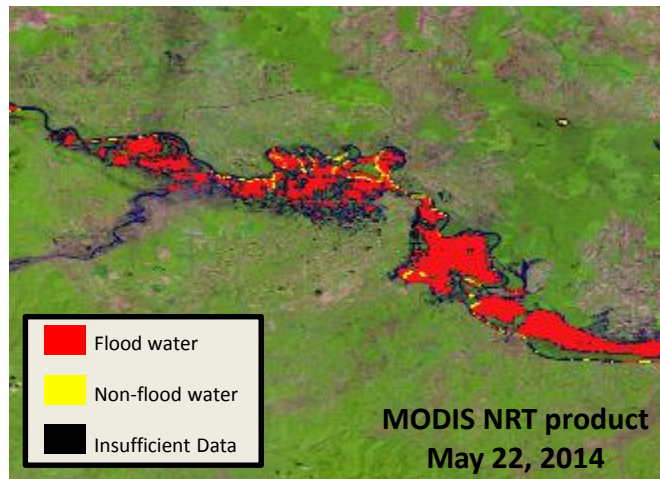 Flood water
Non-flood water
Insufficient Data
MODIS NRT product
May 22, 2014